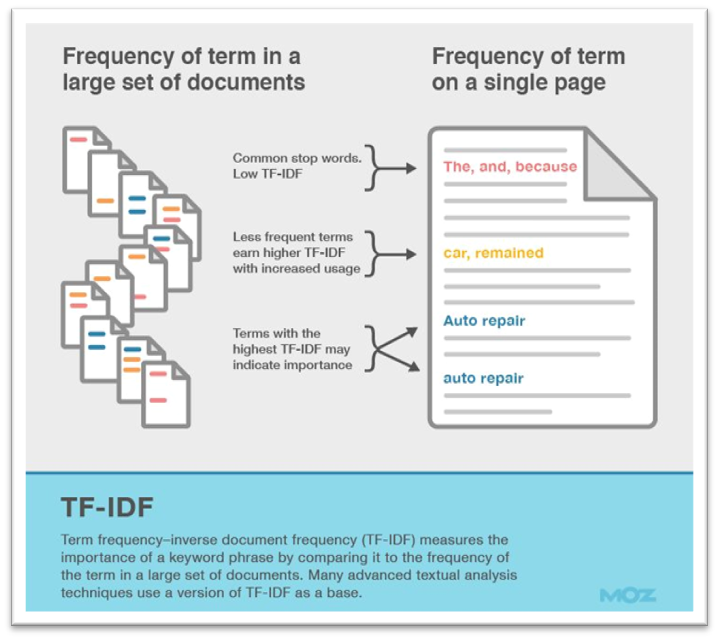 Frequency of term in a
large set of documents
Frequency of term
on a single page
Common stop words.
Low TF-IDF
The, and, because
Less frequent terms
earn higher TF-IDF
with increased usage
car, remained
Terms with the
highest TF-IDF may
indicate importance
Auto repair
auto repair
TF-IDF
Term frequency–inverse document frequency (TF-IDF) measures the
importance of a keyword phrase by comparing it to the frequency of
the term in a large set of documents. Many advanced textual analysis
techniques use a version of TF-IDF as a base.
MOZ